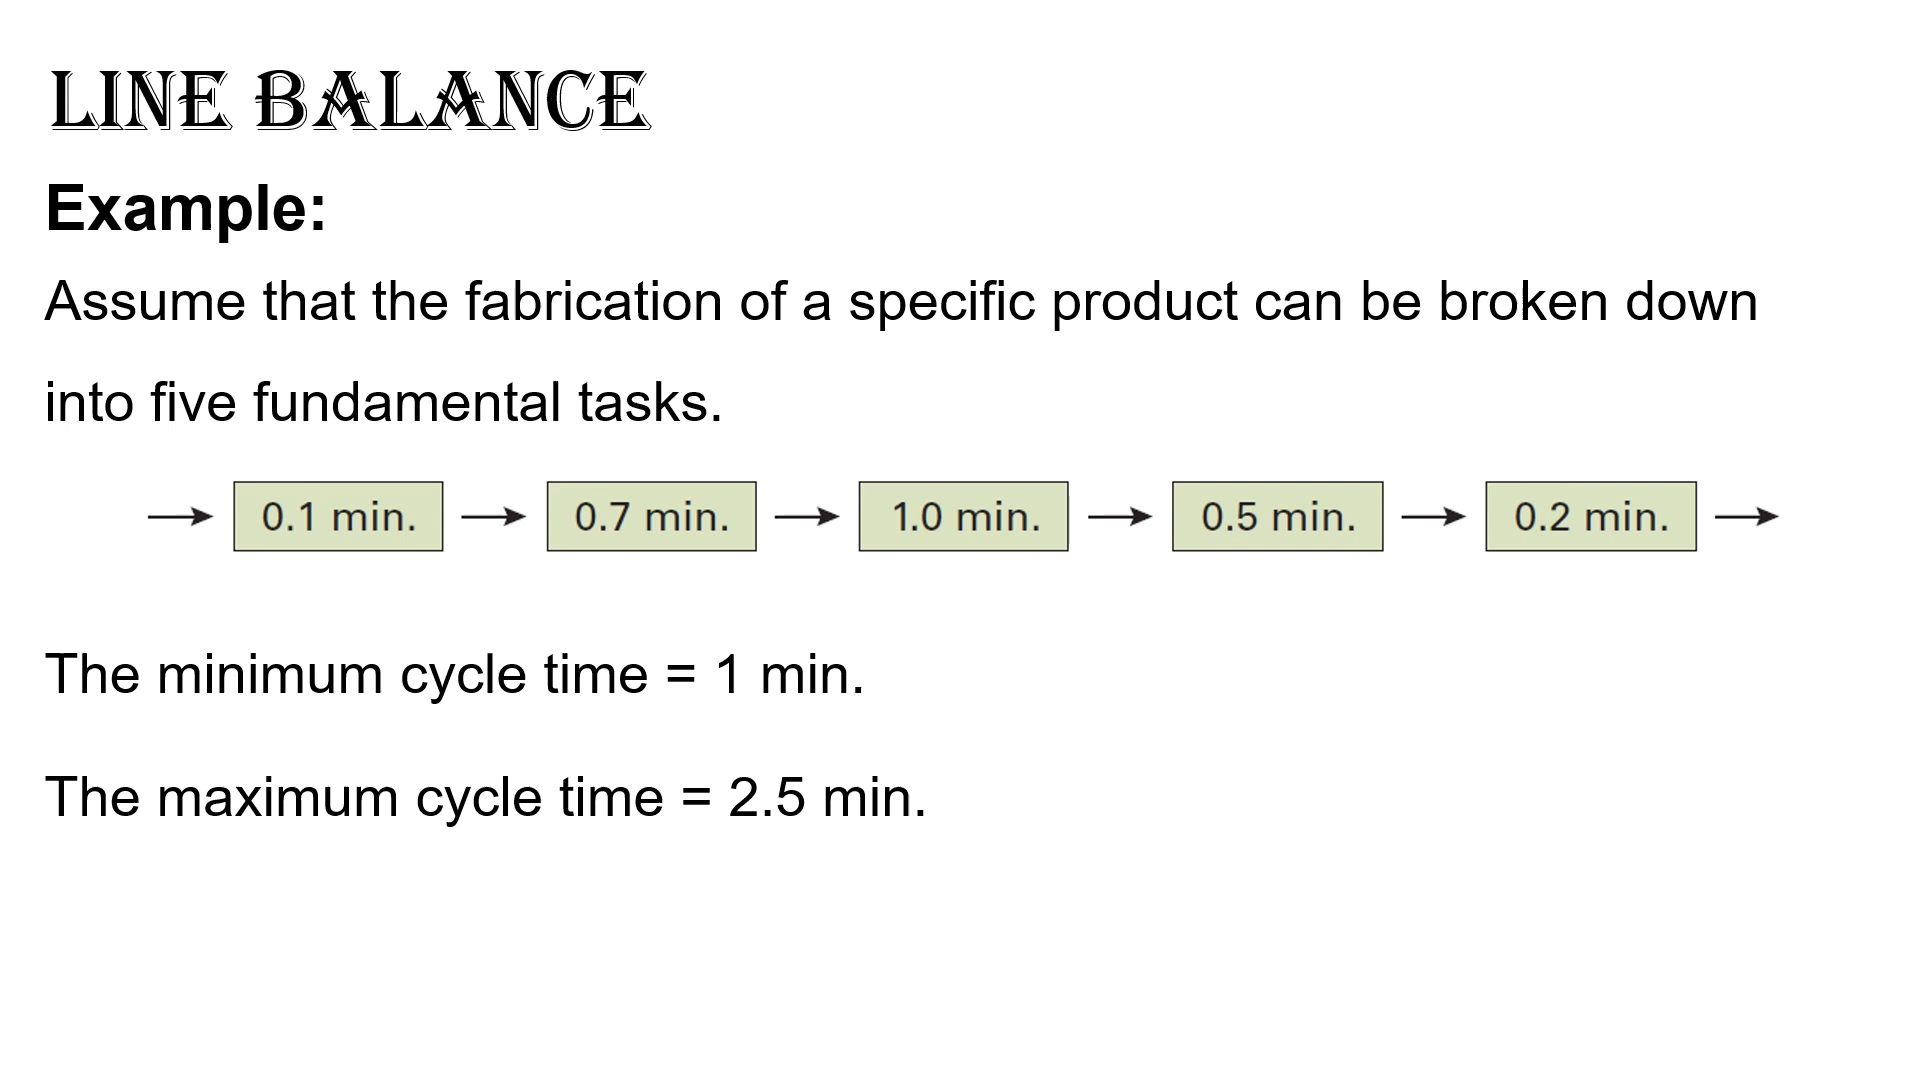 LINE BALANCE
Example:
Assume that the fabrication of a specific product can be broken down
into five fundamental tasks.
0.1 min. 0.7 min. 1.0 min. 0.5 min. 0.2 min.
The minimum cycle time = 1 min.
The maximum cycle time = 2.5 min.